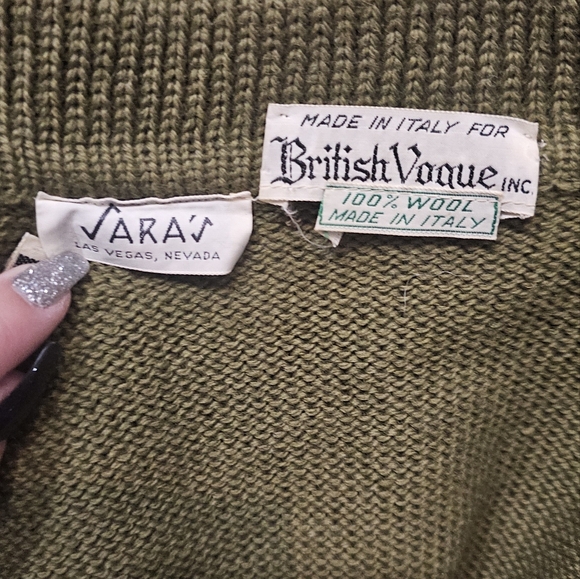 MADE IN ITALY FOR
British Vogue INC.
100% WOOL
MADE IN ITALY
SARA'S
LAS VEGAS, NEVADA